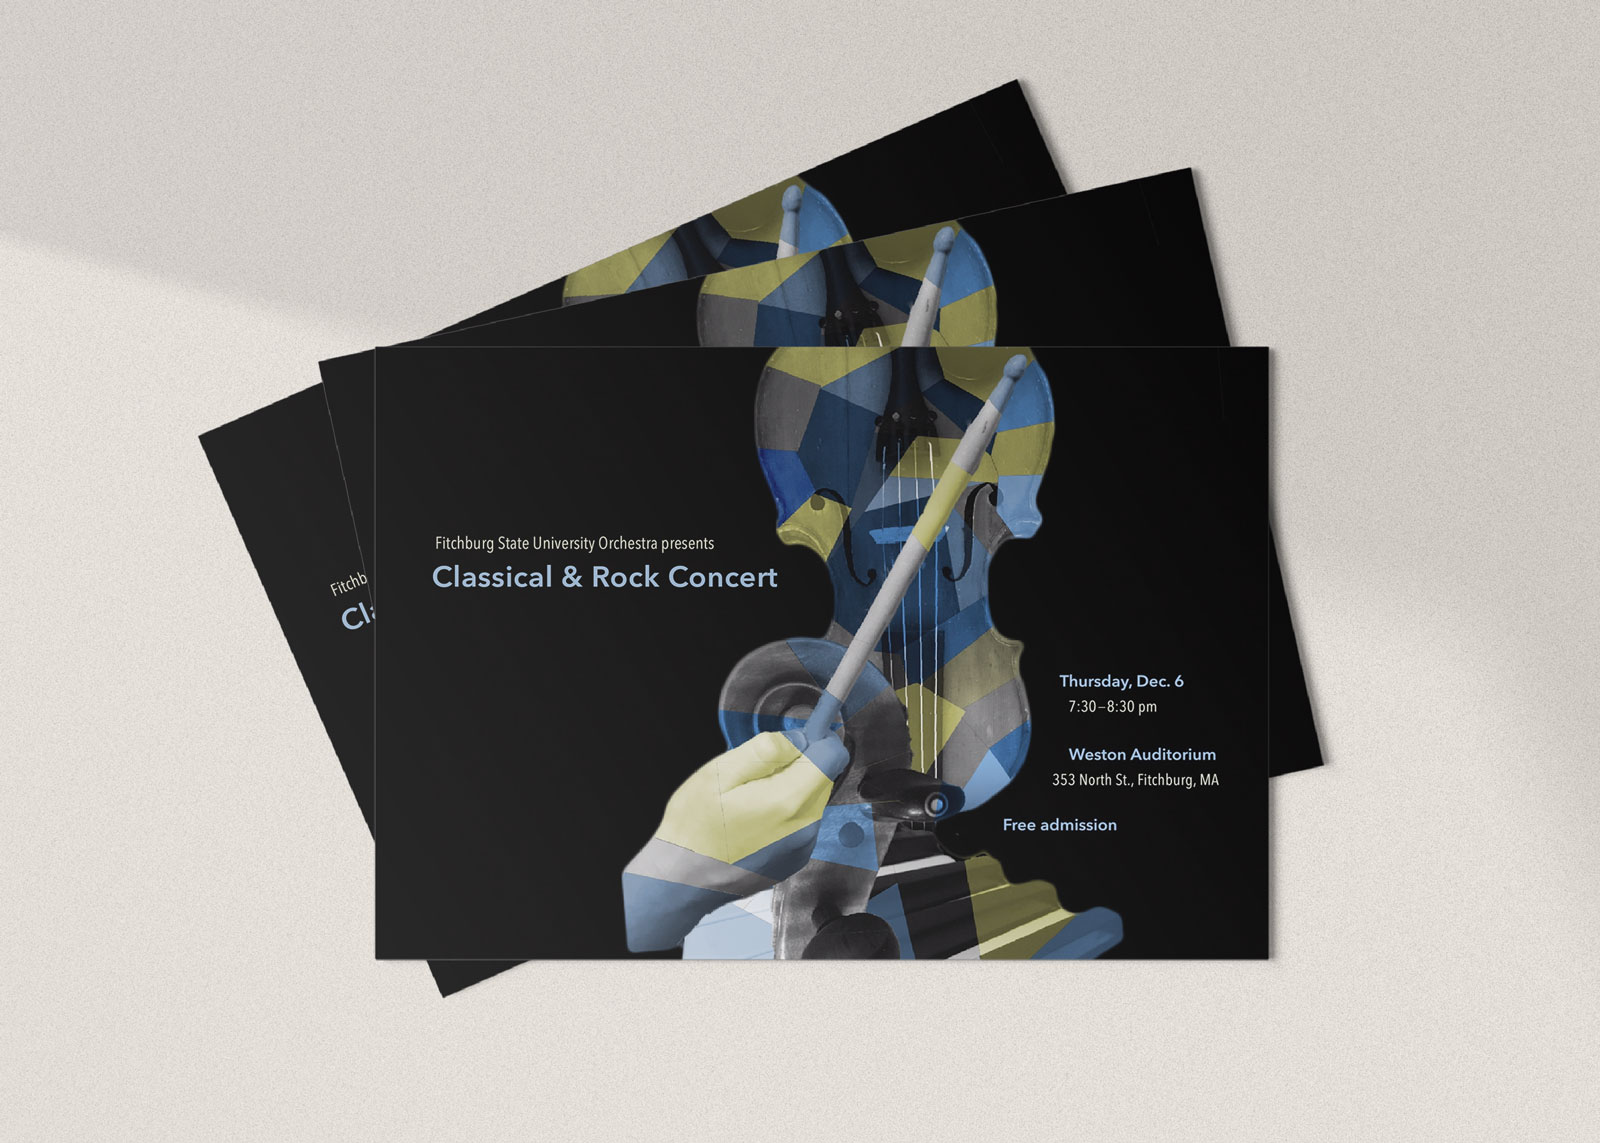 Fitchburg State University Orchestra presents
Classical & Rock Concert
Thursday, Dec. 6
7:30–8:30 pm
Weston Auditorium
353 North St., Fitchburg, MA
Free admission
Fitchb
Cla